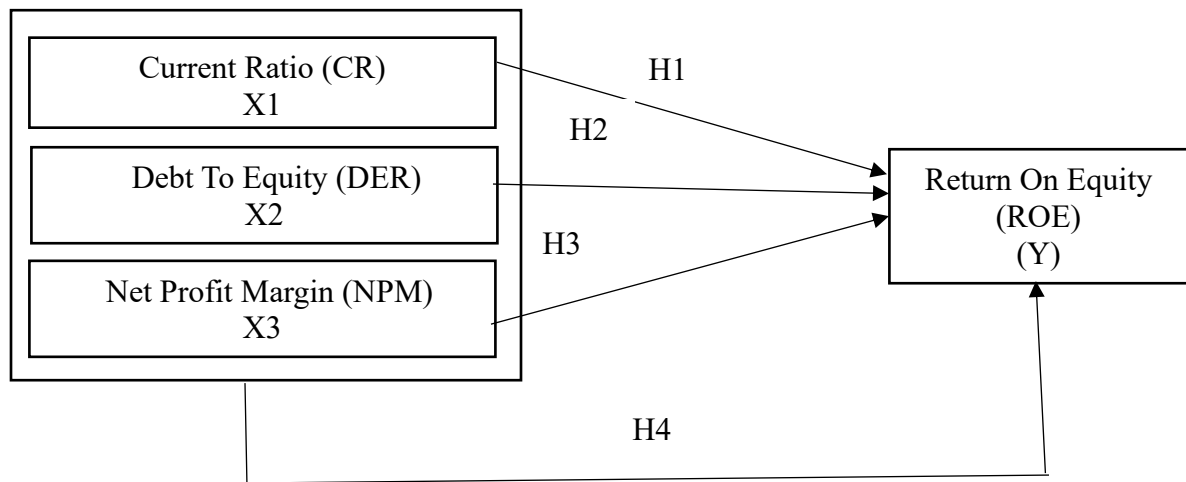 Current Ratio (CR)
X1
H1
H2
Debt To Equity (DER)
X2
Return On Equity
(ROE)
(Y)
H3
Net Profit Margin (NPM)
X3
H4